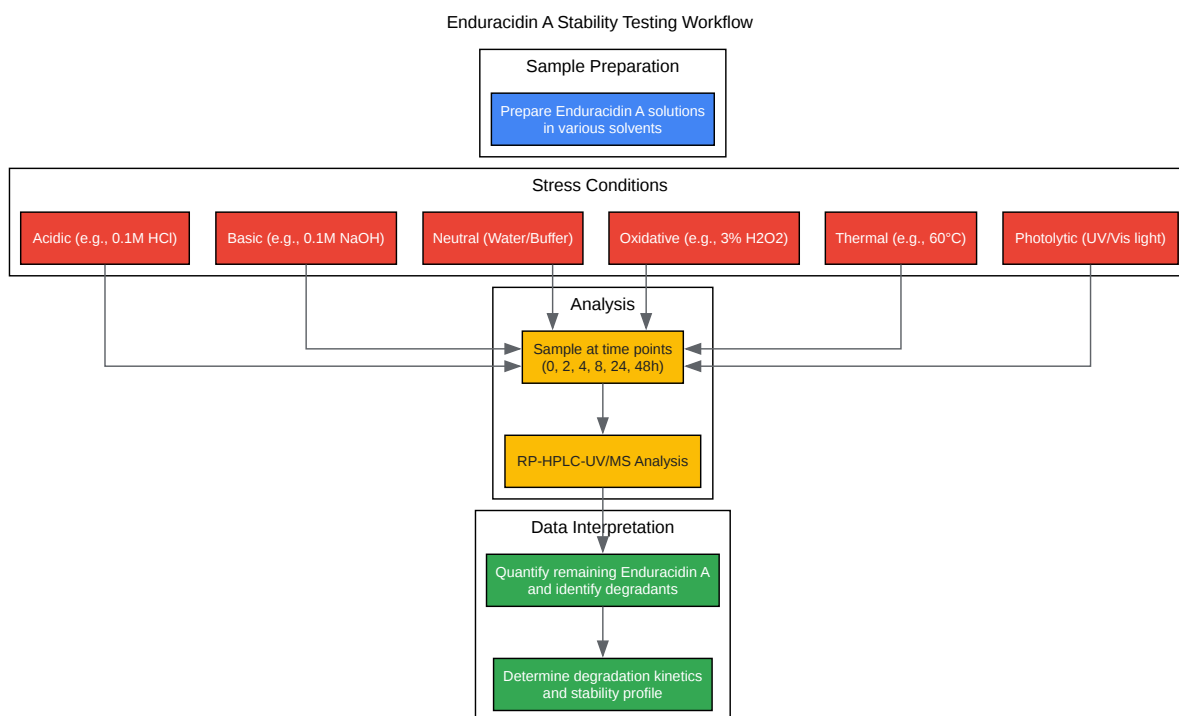 Enduracidin A Stability Testing Workflow
Sample Preparation
Prepare Enduracidin A solutions
in various solvents
Stress Conditions
Acidic (e.g., 0.1M HCl)
Basic (e.g., 0.1M NaOH)
Neutral (Water/Buffer)
Oxidative (e.g., 3% H2O2)
Thermal (e.g., 60°C)
Photolytic (UV/Vis light)
Analysis
Sample at time points
(0, 2, 4, 8, 24, 48h)
RP-HPLC-UV/MS Analysis
Data Interpretation
Quantify remaining Enduracidin A
and identify degradants
Determine degradation kinetics
and stability profile